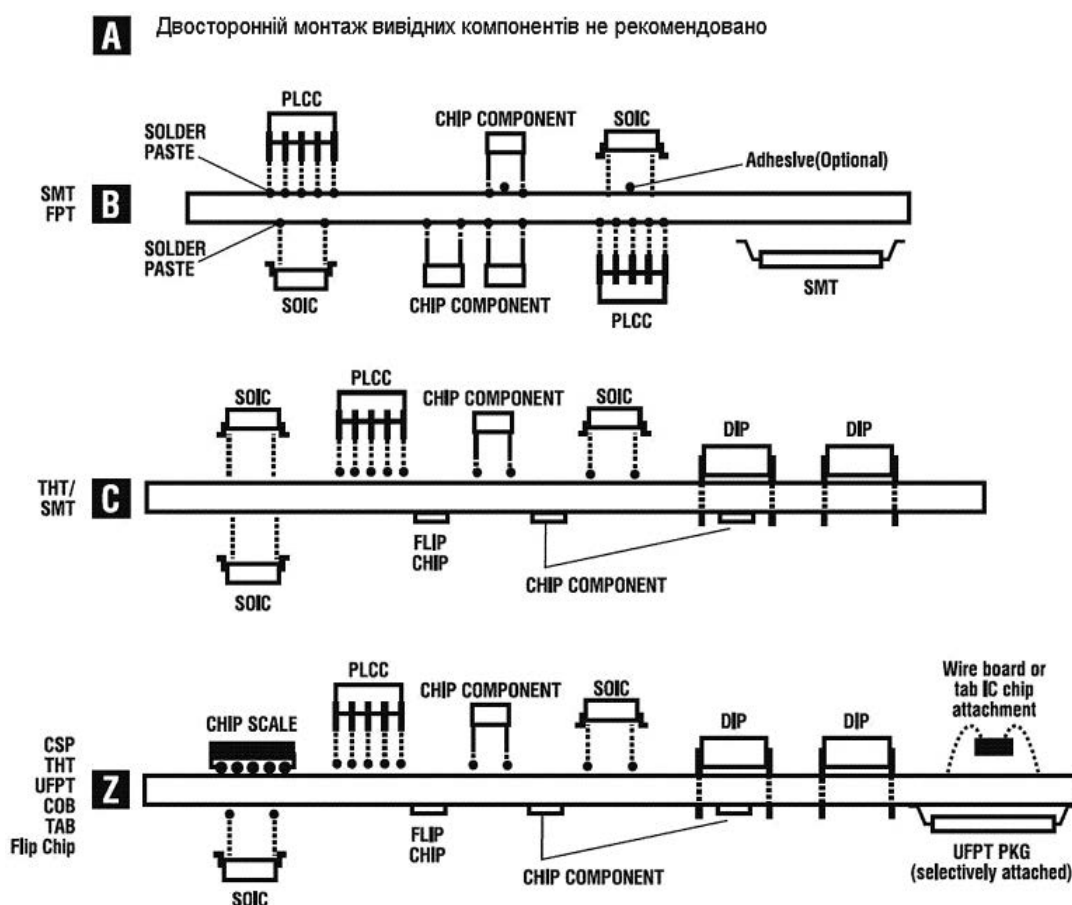 A Двосторонній монтаж вивідних компонентів не рекомендовано
PLCC
CHIP COMPONENT
SOIC
SOLDER
PASTE
Adhesive(Optional)
SMT
FPT
B
SOLDER
PASTE
SOIC
CHIP COMPONENT
PLCC
SMT
SOIC
PLCC
CHIP COMPONENT
SOIC
DIP
DIP
THT/
SMT
C
FLIP
CHIP
CHIP COMPONENT
SOIC
CHIP SCALE
PLCC
CHIP COMPONENT
SOIC
DIP
DIP
Wire board or
tab IC chip
attachment
CSP
THT
UFPT
COB
TAB
Flip Chip
Z
SOIC
FLIP
CHIP
CHIP COMPONENT
UFPT PKG
(selectively attached)